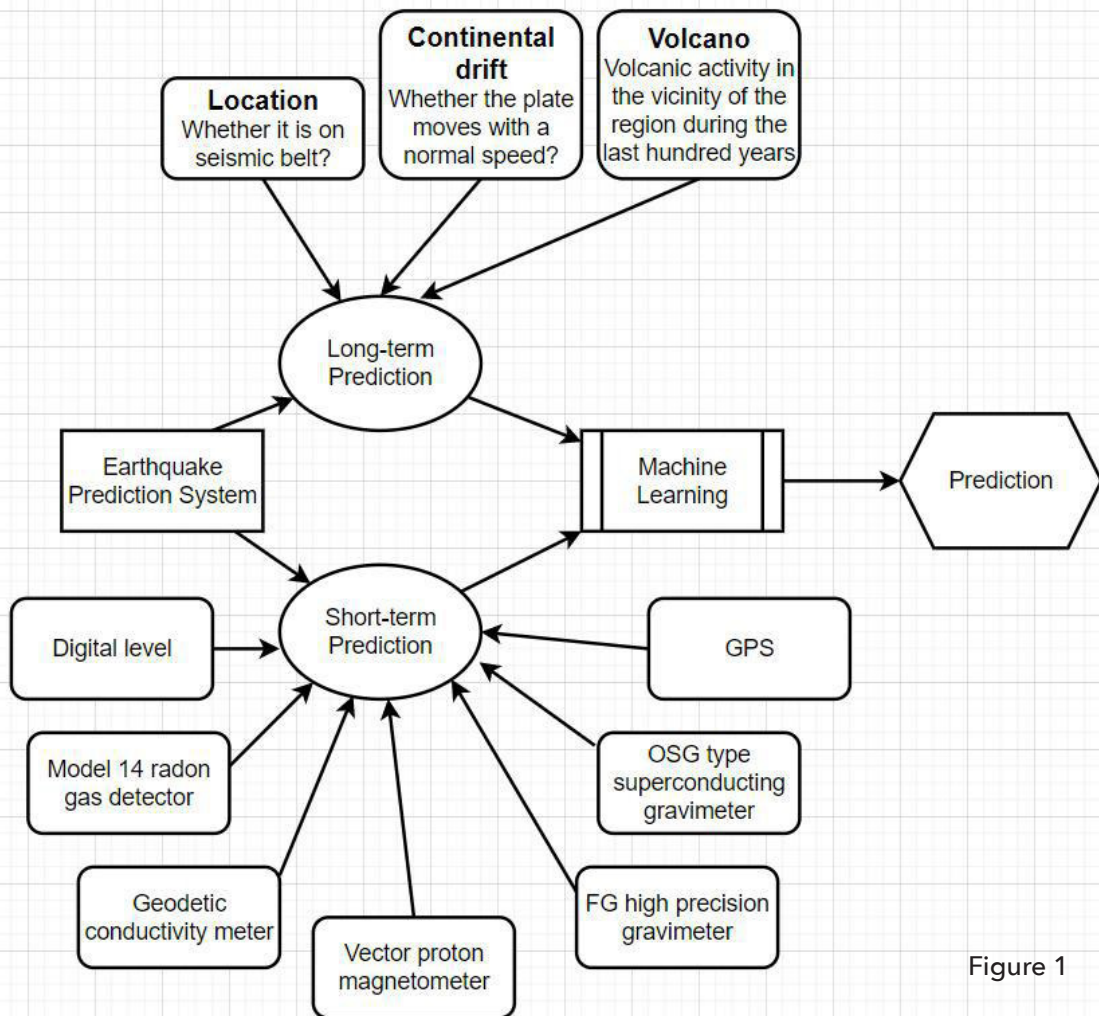 Location
Whether it is on
seismic belt?
Continental
drift
Whether the plate
moves with a
normal speed?
Volcano
Volcanic activity in
the vicinity of the
region during the
last hundred years
Long-term
Prediction
Earthquake
Prediction System
Machine
Learning
Prediction
Short-term
Prediction
Digital level
GPS
Model 14 radon
gas detector
OSG type
superconducting
gravimeter
Geodetic
conductivity meter
Vector proton
magnetometer
FG high precision
gravimeter
Figure 1